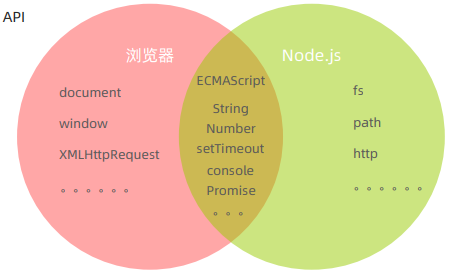 API
浏览器
document
window
XMLHttpRequest
。。。。。。
ECMAScript
String
Number
setTimeout
console
Promise
。。。
Node.js
fs
path
http
。。。。。。